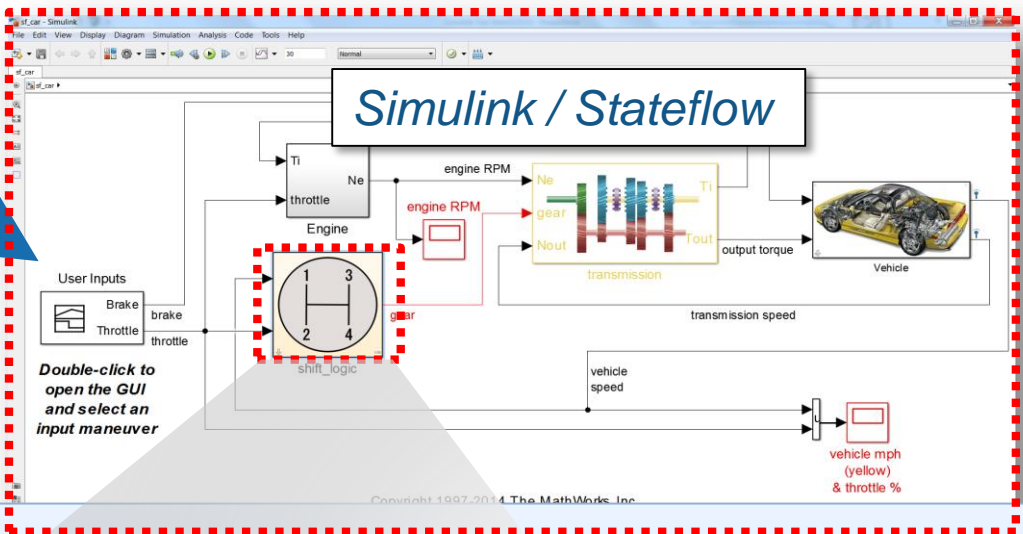 sf_car - Simulink
File Edit View Display Diagram Simulation Analysis Code Tools Help
30
Normal
sf_car
sf_car
Simulink / Stateflow
Ti
Ne
throttle
Engine
engine RPM
engine RPM
Ne
gear
Nout
Ti
Tout
transmission
output torque
Vehicle
User Inputs
Brake
Throttle
brake
throttle
1 3
2 4
shift_logic
transmission speed
Double-click to
open the GUI
and select an
input maneuver
vehicle
speed
vehicle mph
(yellow)
& throttle %
Copyright 1997-2014 The MathWorks, Inc